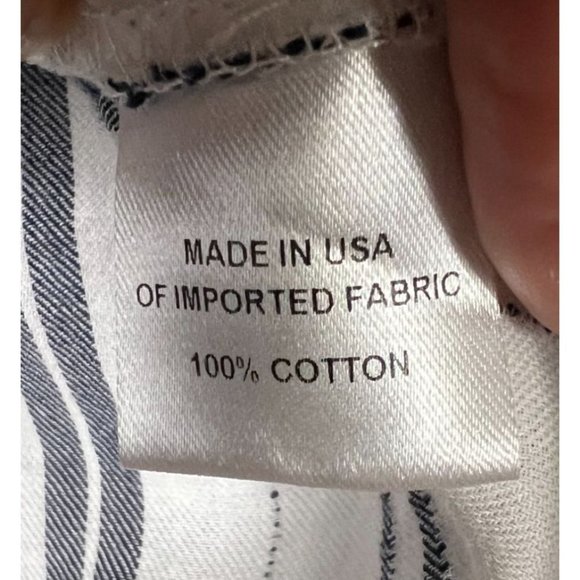 MADE IN USA
OF IMPORTED FABRIC
100% COTTON